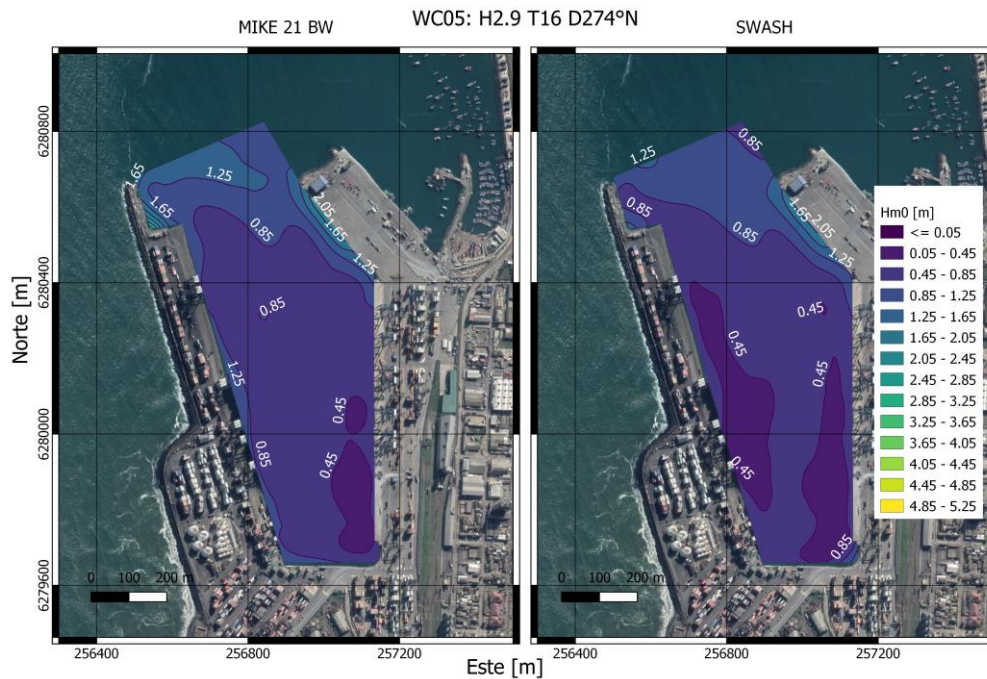 WC05: H2.9 T16 D274°N
MIKE 21 BW
SWASH
Norte [m]
6280800
6280400
6280000
6279600
1.65
1.25
1.65
2.05
1.65
0.85
1.25
0.85
1.25
0.45
0.85
0.45
0 100 200 m
256400
256800
257200
0.85
1.25
0.85
1.65
2.05
0.85
1.25
0.45
0.45
0.45
0.45
0.85
0 100 200 m
256400
256800
257200
Este [m]
Hm0 [m]
<= 0.05
0.05 - 0.45
0.45 - 0.85
0.85 - 1.25
1.25 - 1.65
1.65 - 2.05
2.05 - 2.45
2.45 - 2.85
2.85 - 3.25
3.25 - 3.65
3.65 - 4.05
4.05 - 4.45
4.45 - 4.85
4.85 - 5.25